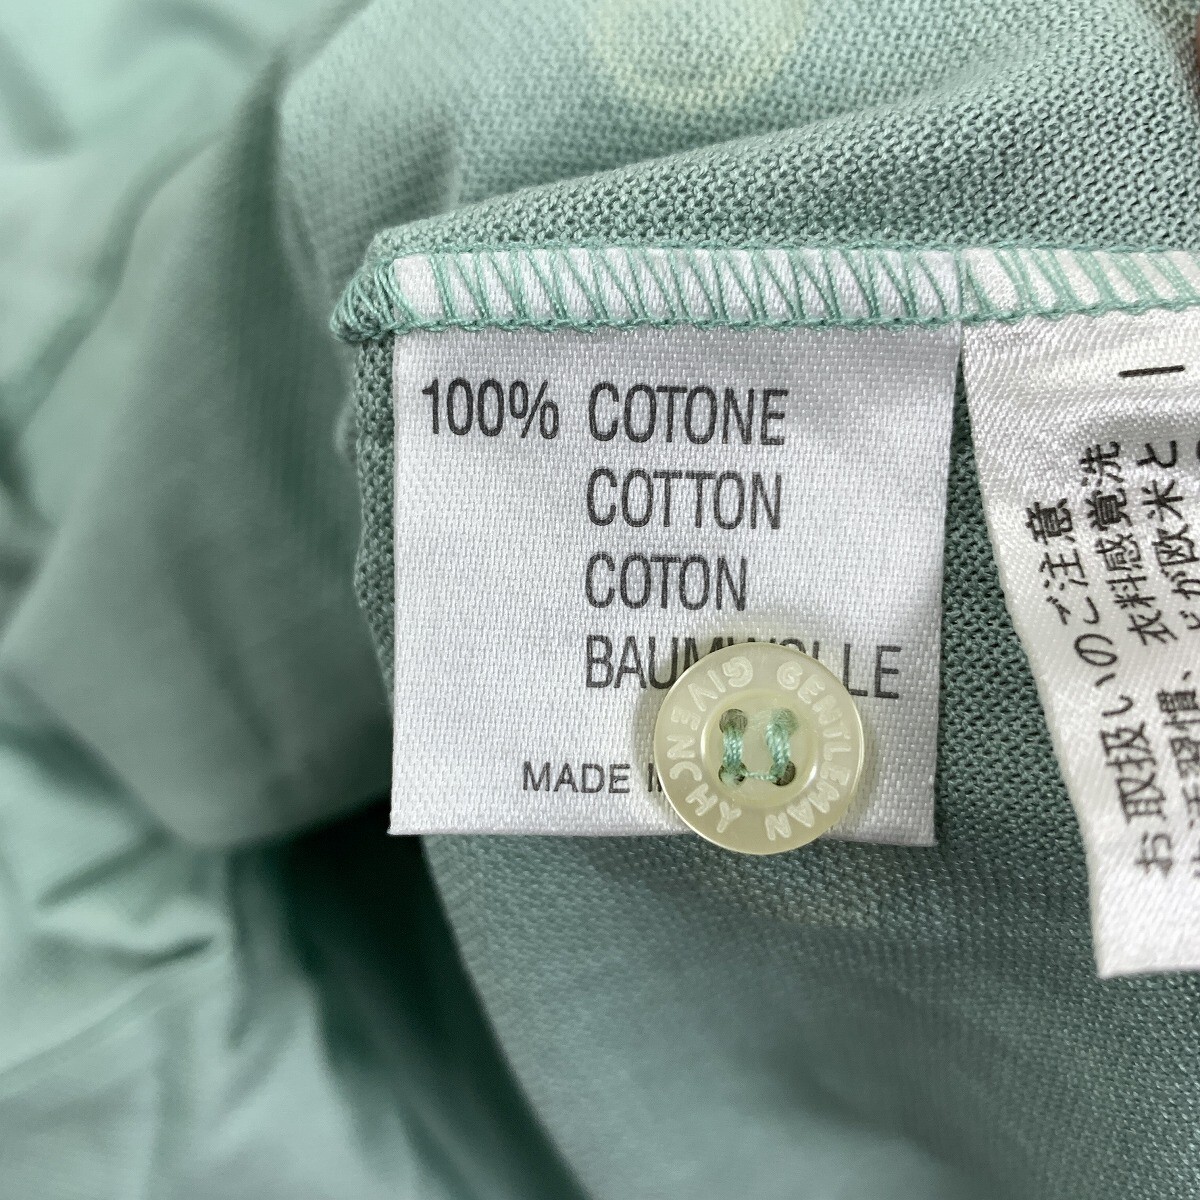 100% COTONE
COTTON
COTON
BAUMWOLLE
MADE
GIVENCHY GENTLEMAN
お取扱いのご注意
衣料感覚洗
どが欧米と